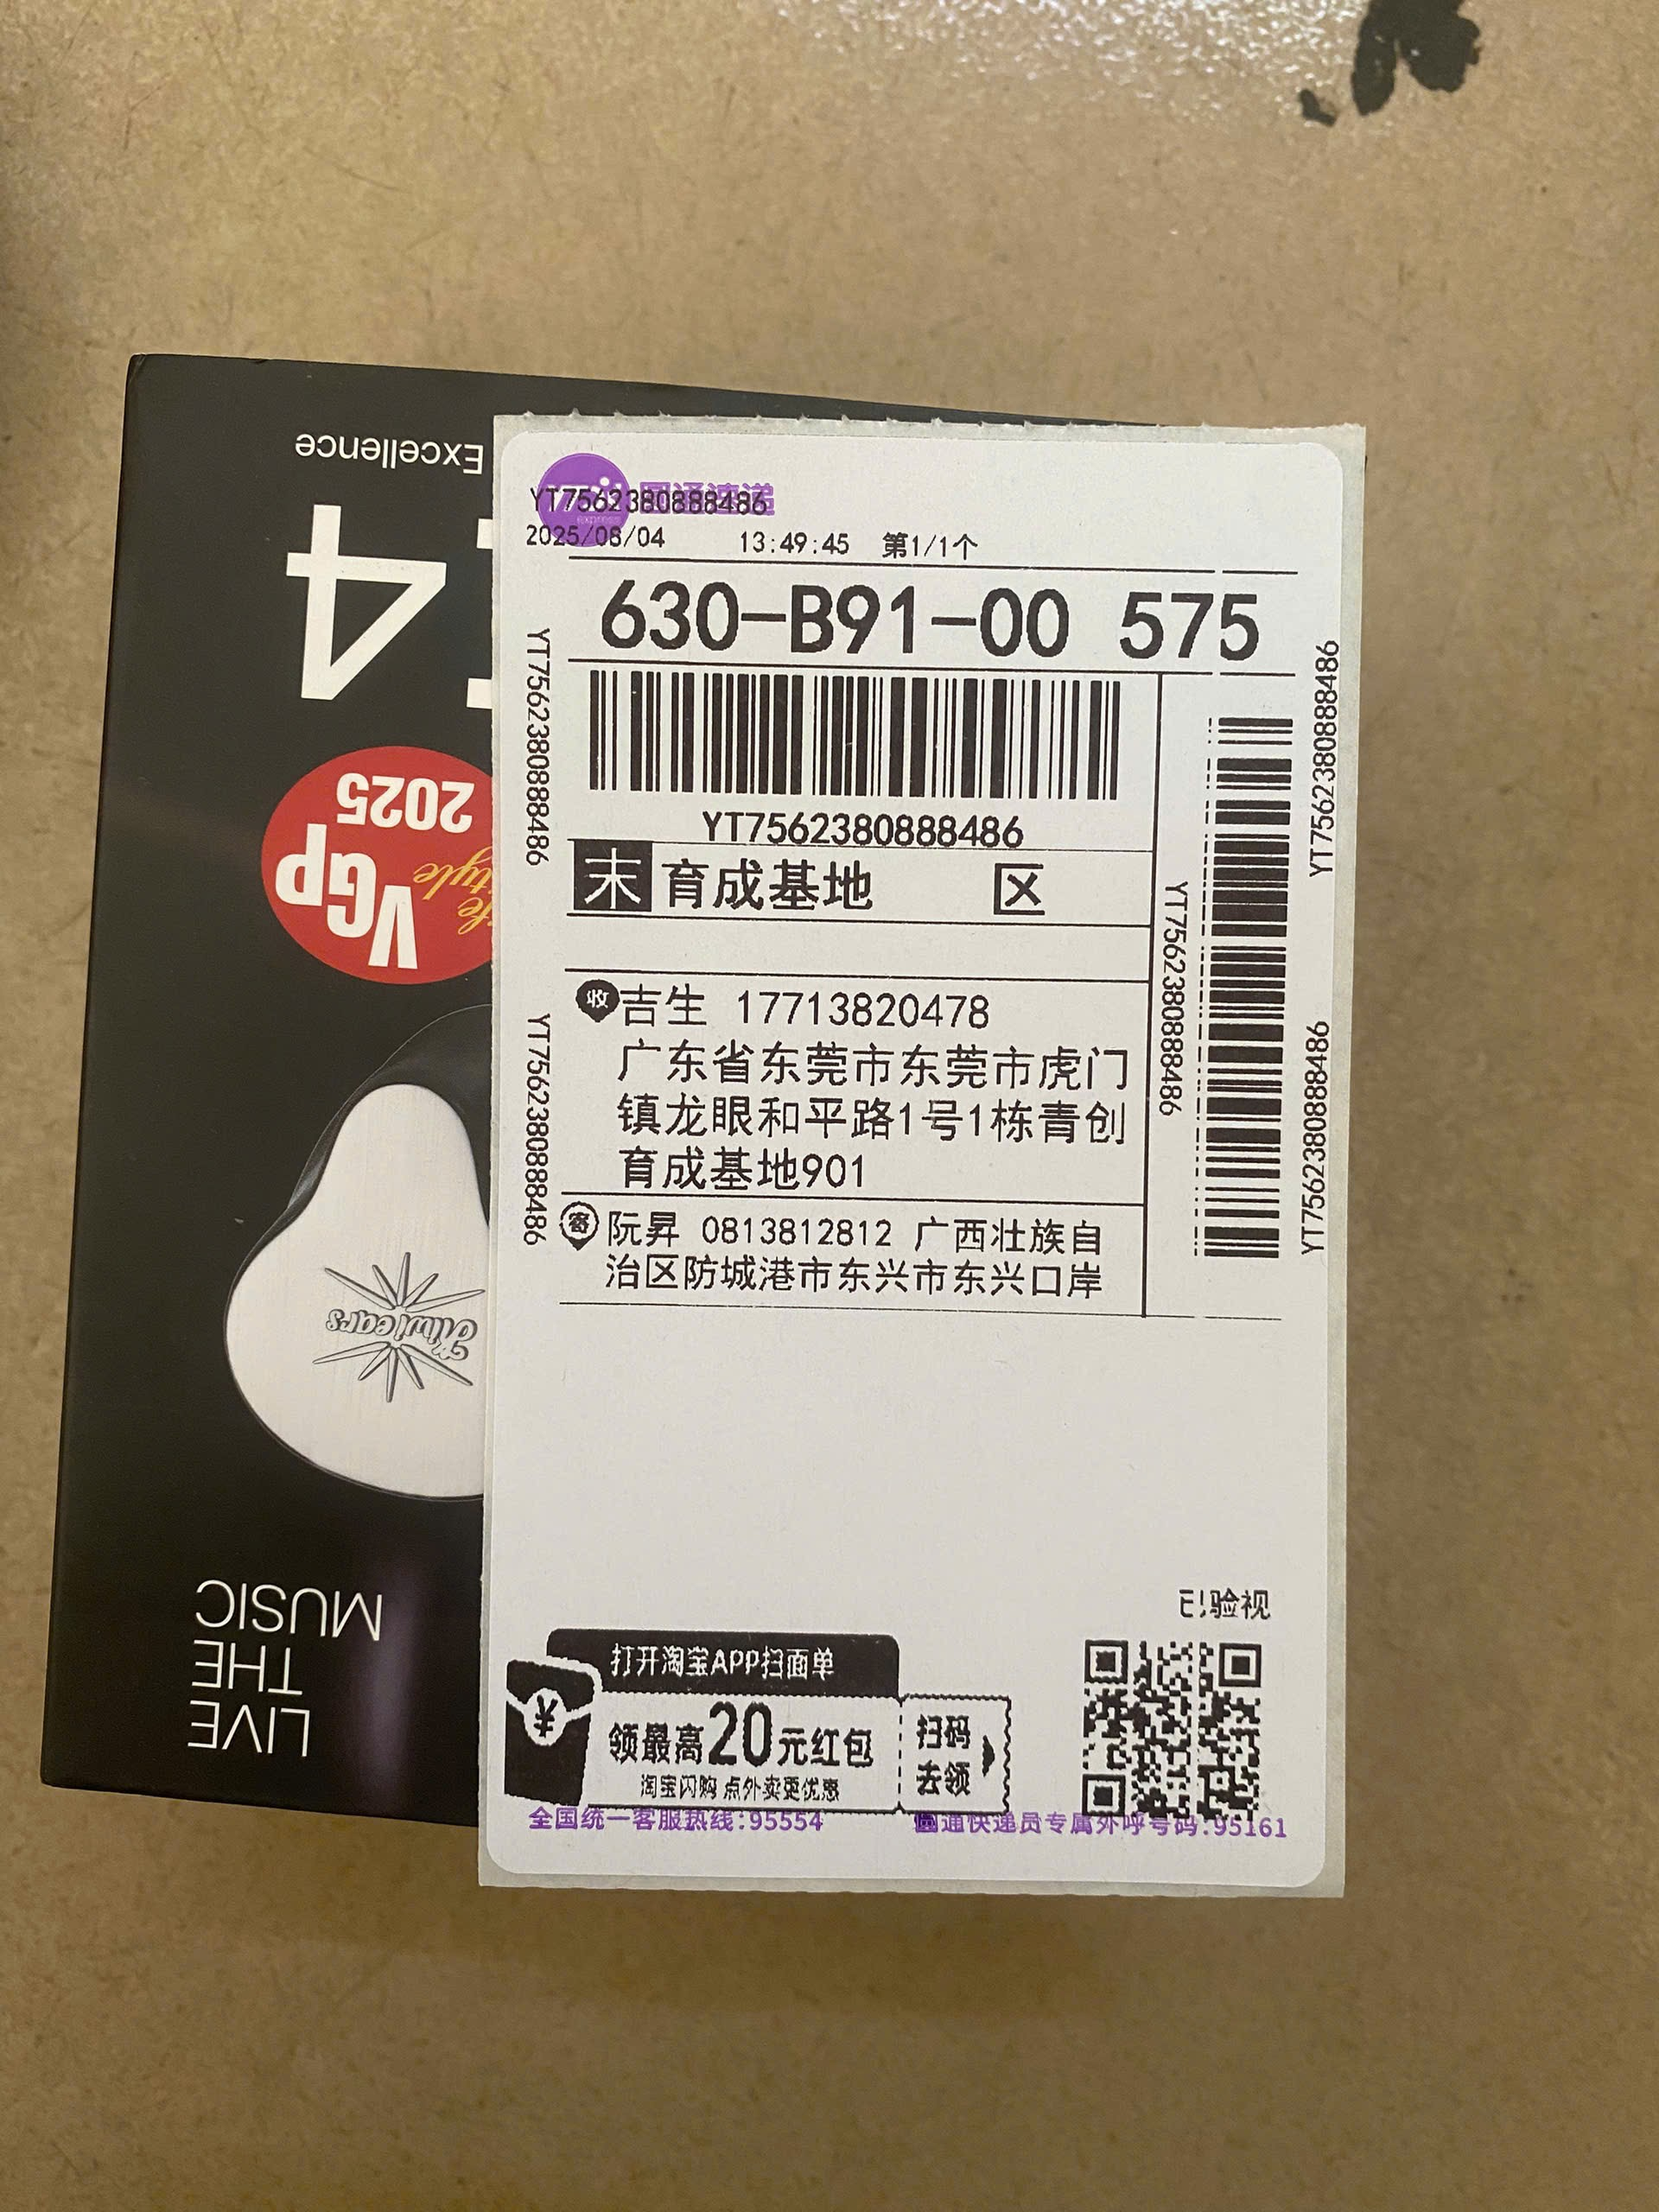 YT7562380888486
圆通速递
express
2025/08/04 13:49:45 第1/1个
630-B91-00 575
YT7562380888486
末 育成基地 区
收 吉生 17713820478
广东省东莞市东莞市虎门
镇龙眼和平路1号1栋青创
育成基地901
寄 阮昇 0813812812 广西壮族自
治区防城港市东兴市东兴口岸
YT7562380888486
YT7562380888486
YT7562380888486
YT7562380888486
YT7562380888486
已验视
打开淘宝APP扫面单
领最高20元红包
淘宝闪购 点外卖更优惠
扫码
去领
全国统一客服热线:95554
圆通快递员专属外呼号码:95161
LIVE
THE
MUSIC
Hiwiears
VGP
2025
4
Excellence